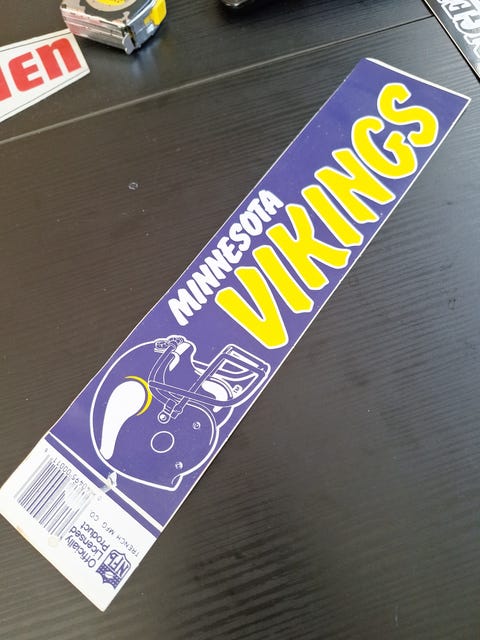 MINNESOTA
VIKINGS
Officially
Licensed
Product
NFL
TRENCH MFG. CO.